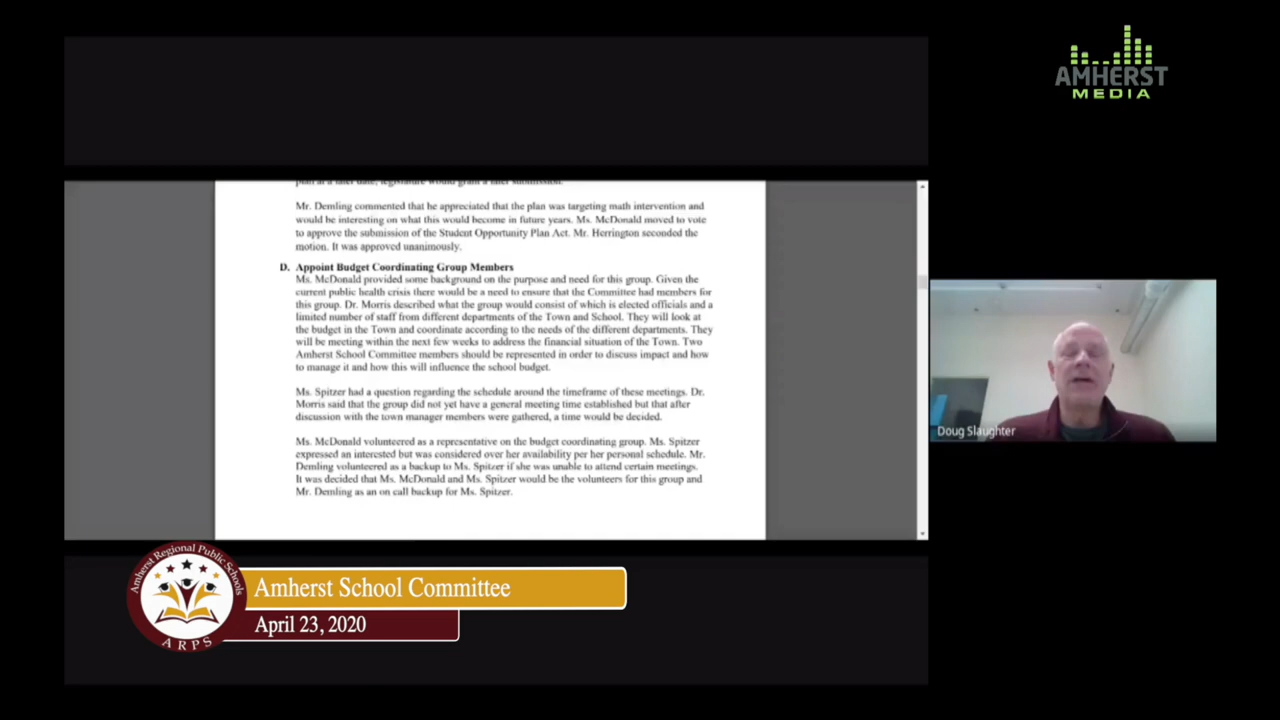 AMHERST
MEDIA
plan at a later date, legislature would grant a later submission.
Mr. Demling commented that he appreciated that the plan was targeting math intervention and
would be interesting on what this would become in future years. Ms. McDonald moved to vote
to approve the submission of the Student Opportunity Plan Act. Mr. Herrington seconded the
motion. It was approved unanimously.
D. Appoint Budget Coordinating Group Members
Ms. McDonald provided some background on the purpose and need for this group. Given the
current public health crisis there would be a need to ensure that the Committee had members for
this group. Dr. Morris described what the group would consist of which is elected officials and a
limited number of staff from different departments of the Town and School. They will look at
the budget in the Town and coordinate according to the needs of the different departments. They
will be meeting within the next few weeks to address the financial situation of the Town. Two
Amherst School Committee members should be represented in order to discuss impact and how
to manage it and how this will influence the school budget.
Ms. Spitzer had a question regarding the schedule around the timeframe of these meetings. Dr.
Morris said that the group did not yet have a general meeting time established but that after
discussion with the town manager members were gathered, a time would be decided.
Ms. McDonald volunteered as a representative on the budget coordinating group. Ms. Spitzer
expressed an interested but was considered over her availability per her personal schedule. Mr.
Demling volunteered as a backup to Ms. Spitzer if she was unable to attend certain meetings.
It was decided that Ms. McDonald and Ms. Spitzer would be the volunteers for this group and
Mr. Demling as an on call backup for Ms. Spitzer.
Doug Slaughter
Amherst Regional Public Schools
ARPS
Amherst School Committee
April 23, 2020